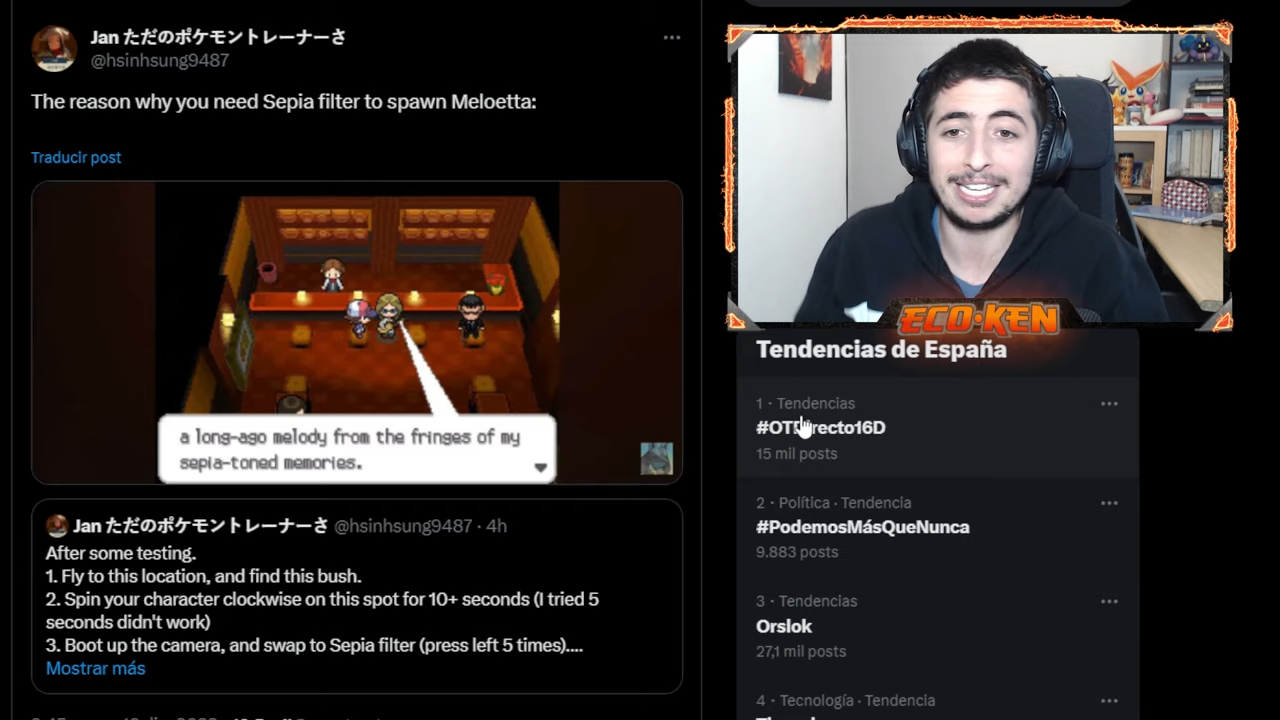 Jan ただのポケモントレーナーさ
@hsinhsung9487
The reason why you need Sepia filter to spawn Meloetta:
Traducir post
a long-ago melody from the fringes of my
sepia-toned memories.
Jan ただのポケモントレーナーさ @hsinhsung9487 · 4h
After some testing.
1. Fly to this location, and find this bush.
2. Spin your character clockwise on this spot for 10+ seconds (I tried 5
seconds didn't work)
3. Boot up the camera, and swap to Sepia filter (press left 5 times)....
Mostrar más
ECO·KEN
Tendencias de España
1 · Tendencias
#OTDirecto16D
15 mil posts
2 · Política · Tendencia
#PodemosMásQueNunca
9.883 posts
3 · Tendencias
Orslok
27,1 mil posts
4 · Tecnología · Tendencia